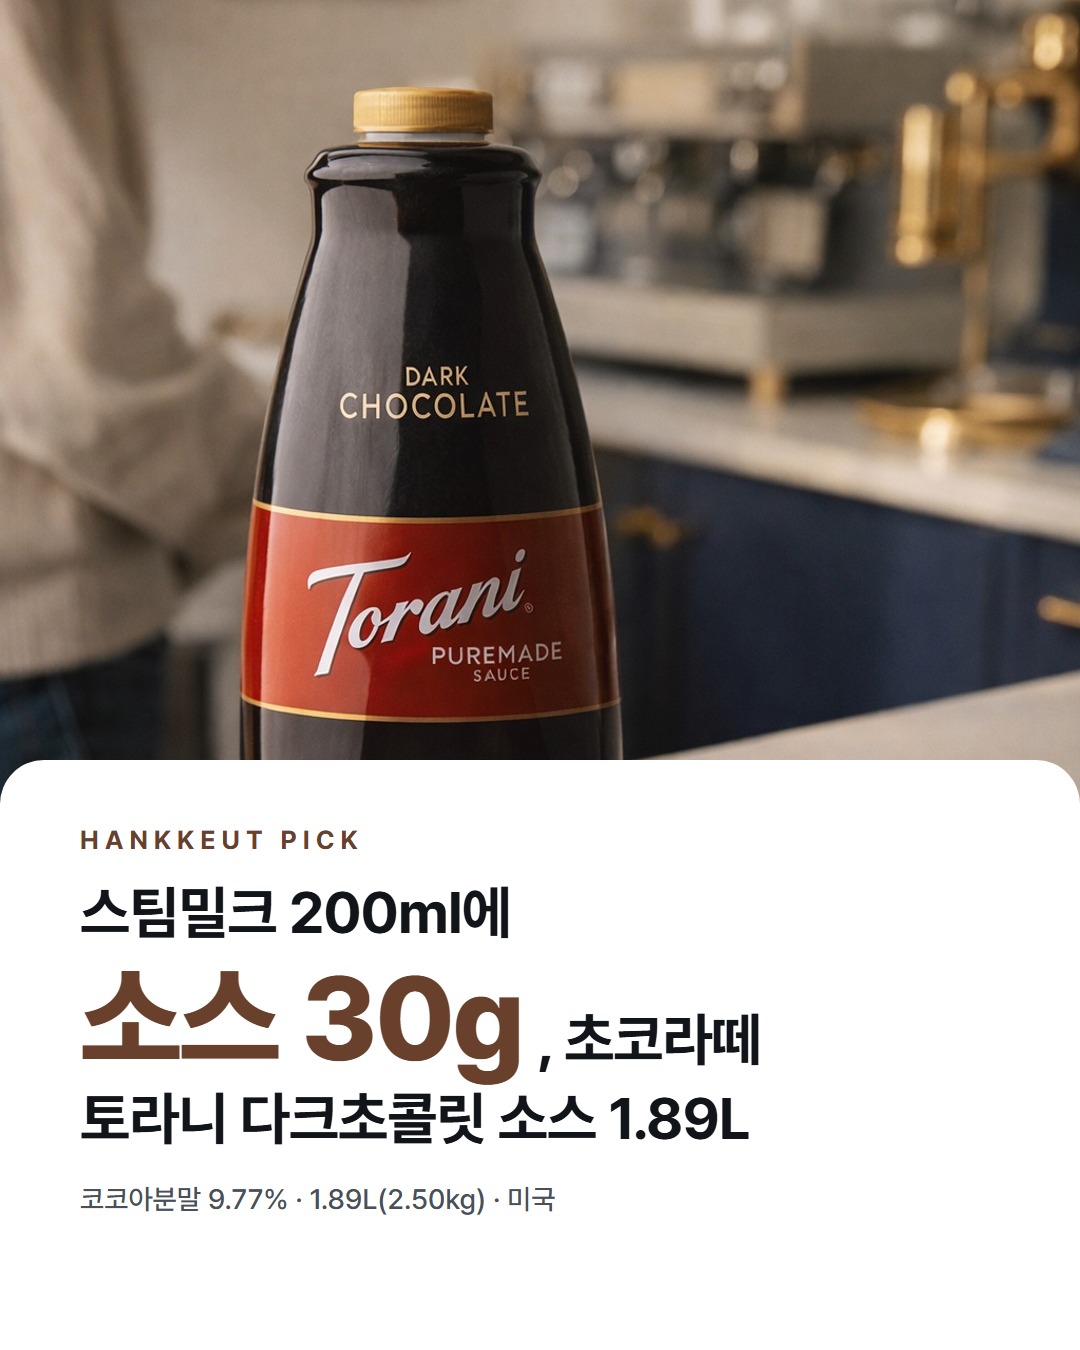 DARK
CHOCOLATE
Torani®
PUREMADE
SAUCE
HANKKEUT PICK
스팀밀크 200ml에
소스 30g , 초코라떼
토라니 다크초콜릿 소스 1.89L
코코아분말 9.77% · 1.89L(2.50kg) · 미국